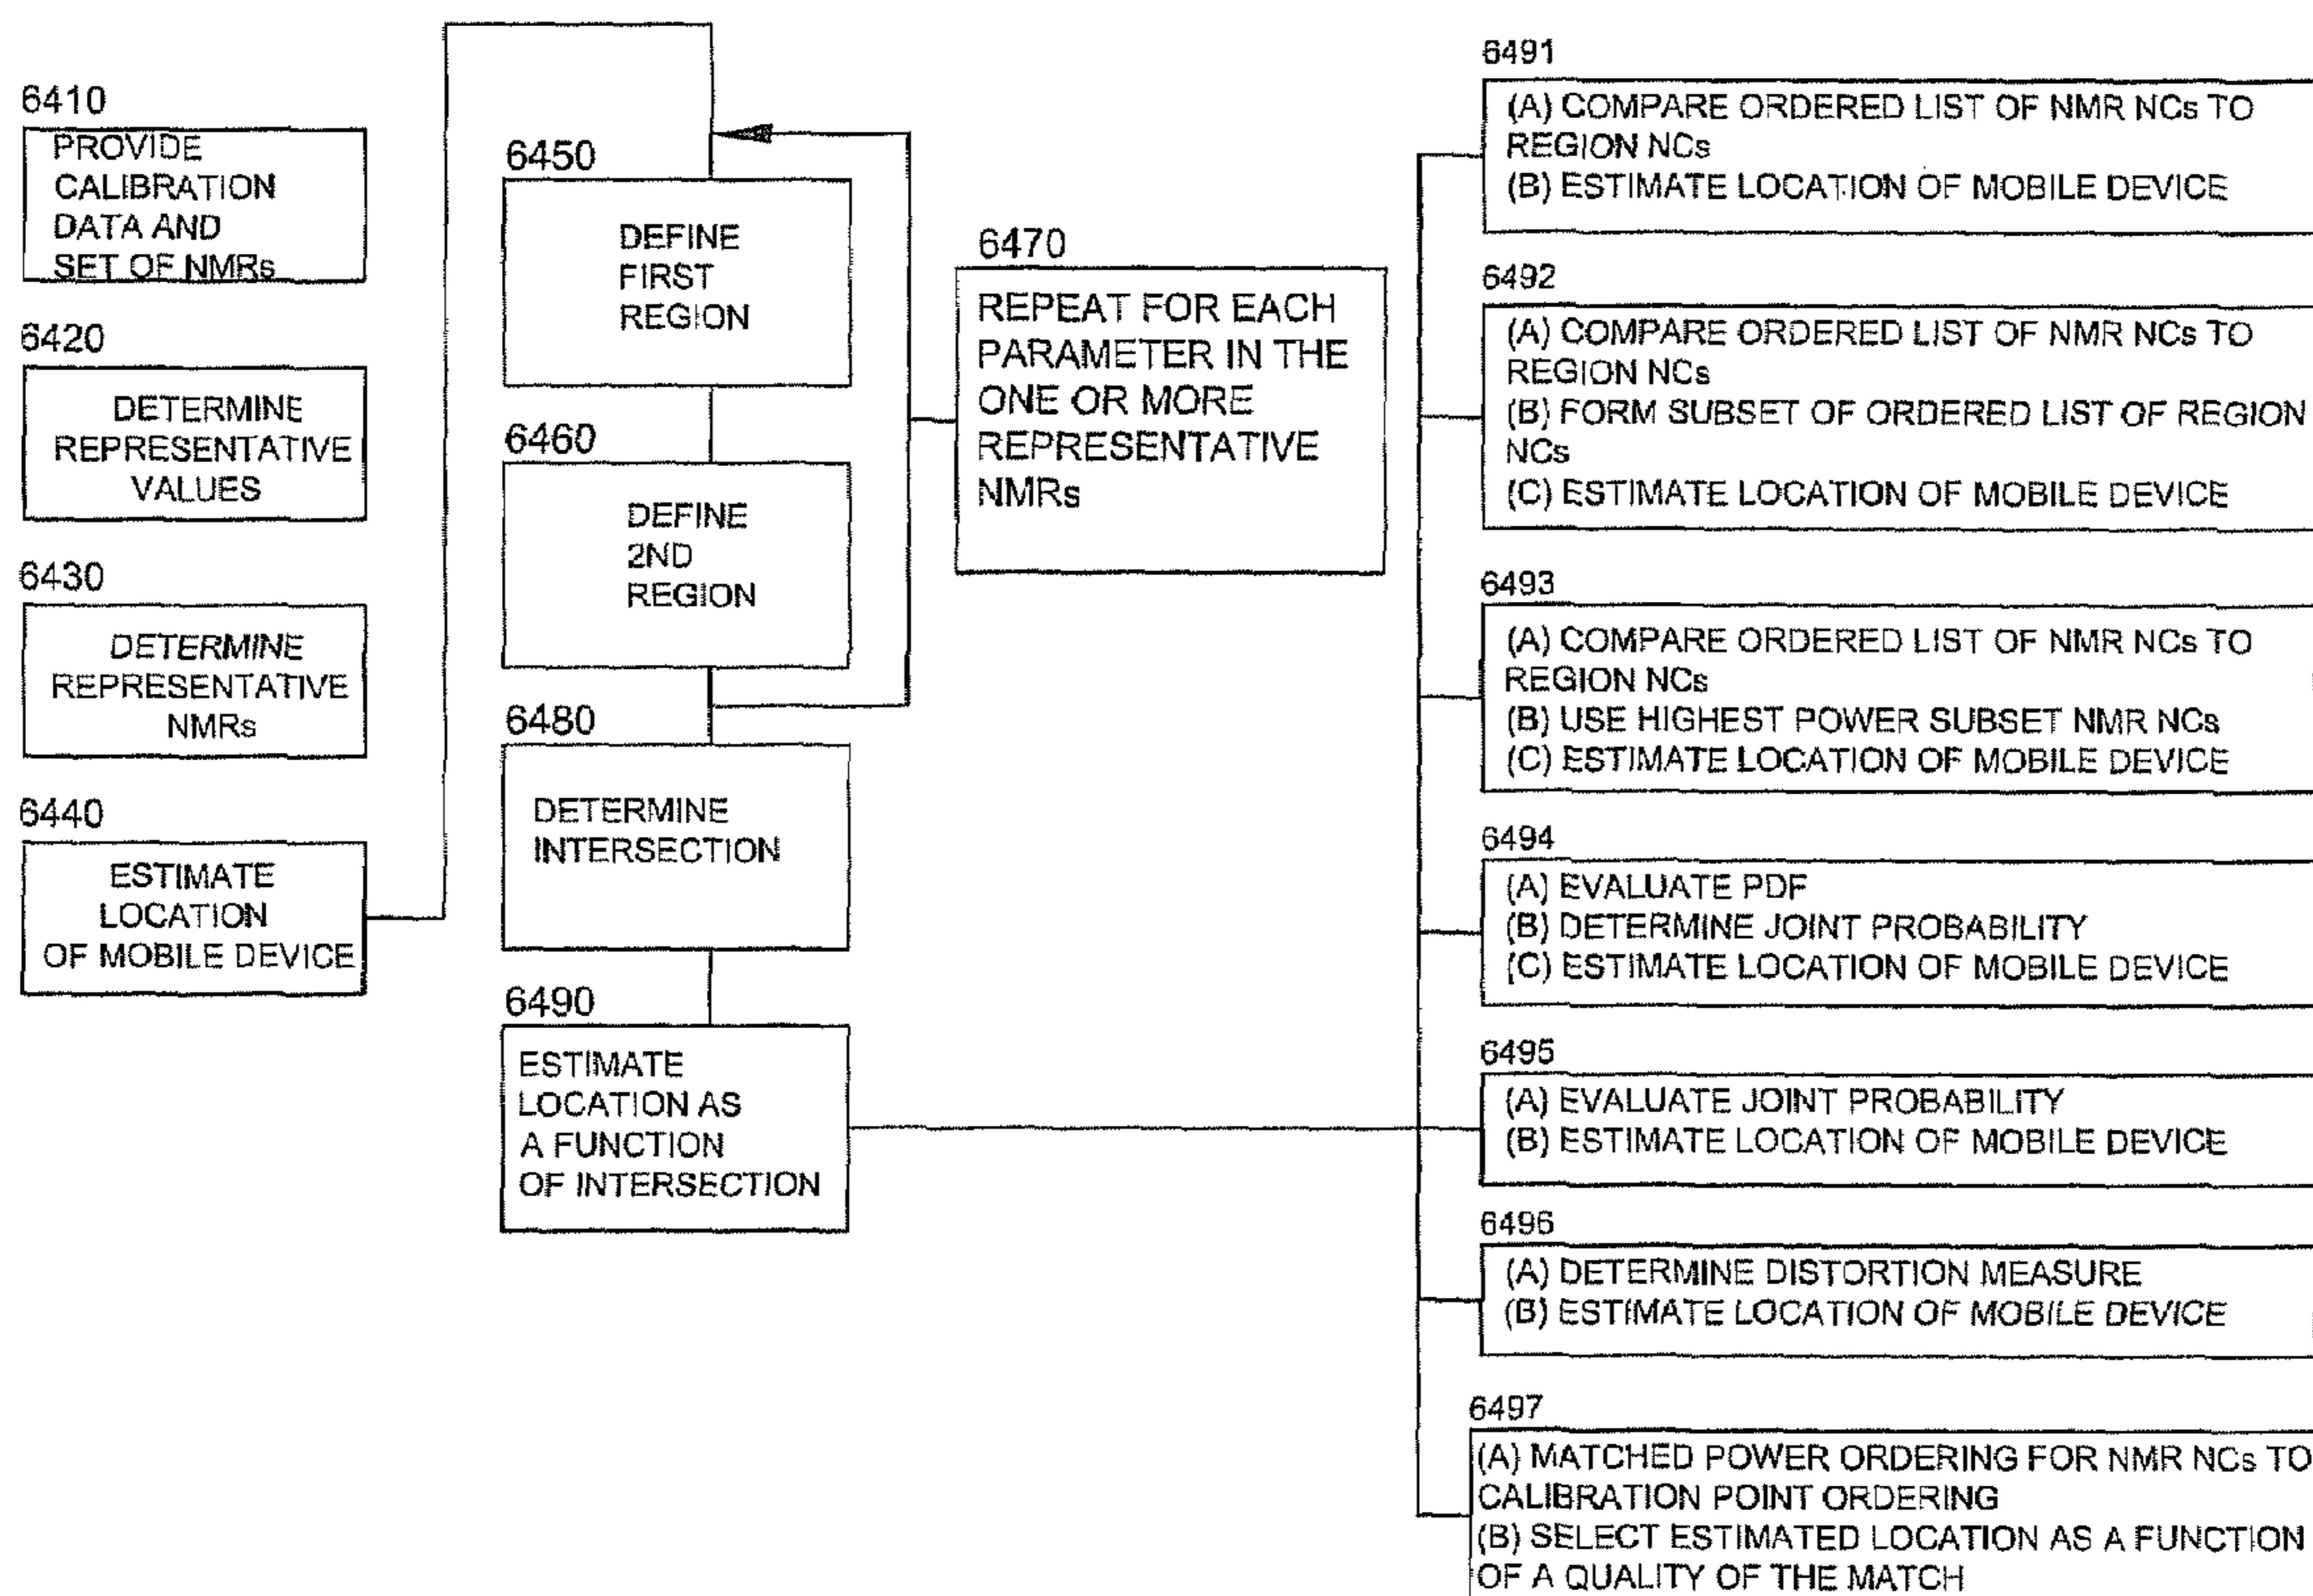 6410
PROVIDE
CALIBRATION
DATA AND
SET OF NMRs
6420
DETERMINE
REPRESENTATIVE
VALUES
6430
DETERMINE
REPRESENTATIVE
NMRs
6440
ESTIMATE
LOCATION
OF MOBILE DEVICE
6450
DEFINE
FIRST
REGION
6460
DEFINE
2ND
REGION
6470
REPEAT FOR EACH
PARAMETER IN THE
ONE OR MORE
REPRESENTATIVE
NMRs
6480
DETERMINE
INTERSECTION
6490
ESTIMATE
LOCATION AS
A FUNCTION
OF INTERSECTION
6491
(A) COMPARE ORDERED LIST OF NMR NCs TO
REGION NCs
(B) ESTIMATE LOCATION OF MOBILE DEVICE
6492
(A) COMPARE ORDERED LIST OF NMR NCs TO
REGION NCs
(B) FORM SUBSET OF ORDERED LIST OF REGION
NCs
(C) ESTIMATE LOCATION OF MOBILE DEVICE
6493
(A) COMPARE ORDERED LIST OF NMR NCs TO
REGION NCs
(B) USE HIGHEST POWER SUBSET NMR NCs
(C) ESTIMATE LOCATION OF MOBILE DEVICE
6494
(A) EVALUATE PDF
(B) DETERMINE JOINT PROBABILITY
(C) ESTIMATE LOCATION OF MOBILE DEVICE
6495
(A) EVALUATE JOINT PROBABILITY
(B) ESTIMATE LOCATION OF MOBILE DEVICE
6496
(A) DETERMINE DISTORTION MEASURE
(B) ESTIMATE LOCATION OF MOBILE DEVICE
6497
(A) MATCHED POWER ORDERING FOR NMR NCs TO
CALIBRATION POINT ORDERING
(B) SELECT ESTIMATED LOCATION AS A FUNCTION
OF A QUALITY OF THE MATCH